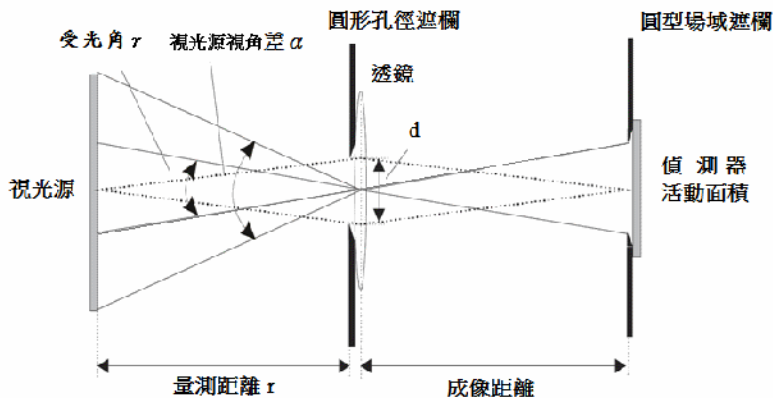 圓形孔徑遮欄
圓型場域遮欄
受光角 γ
視光源視角差 α
透鏡
d
視光源
偵測器
活動面積
量測距離 r
成像距離